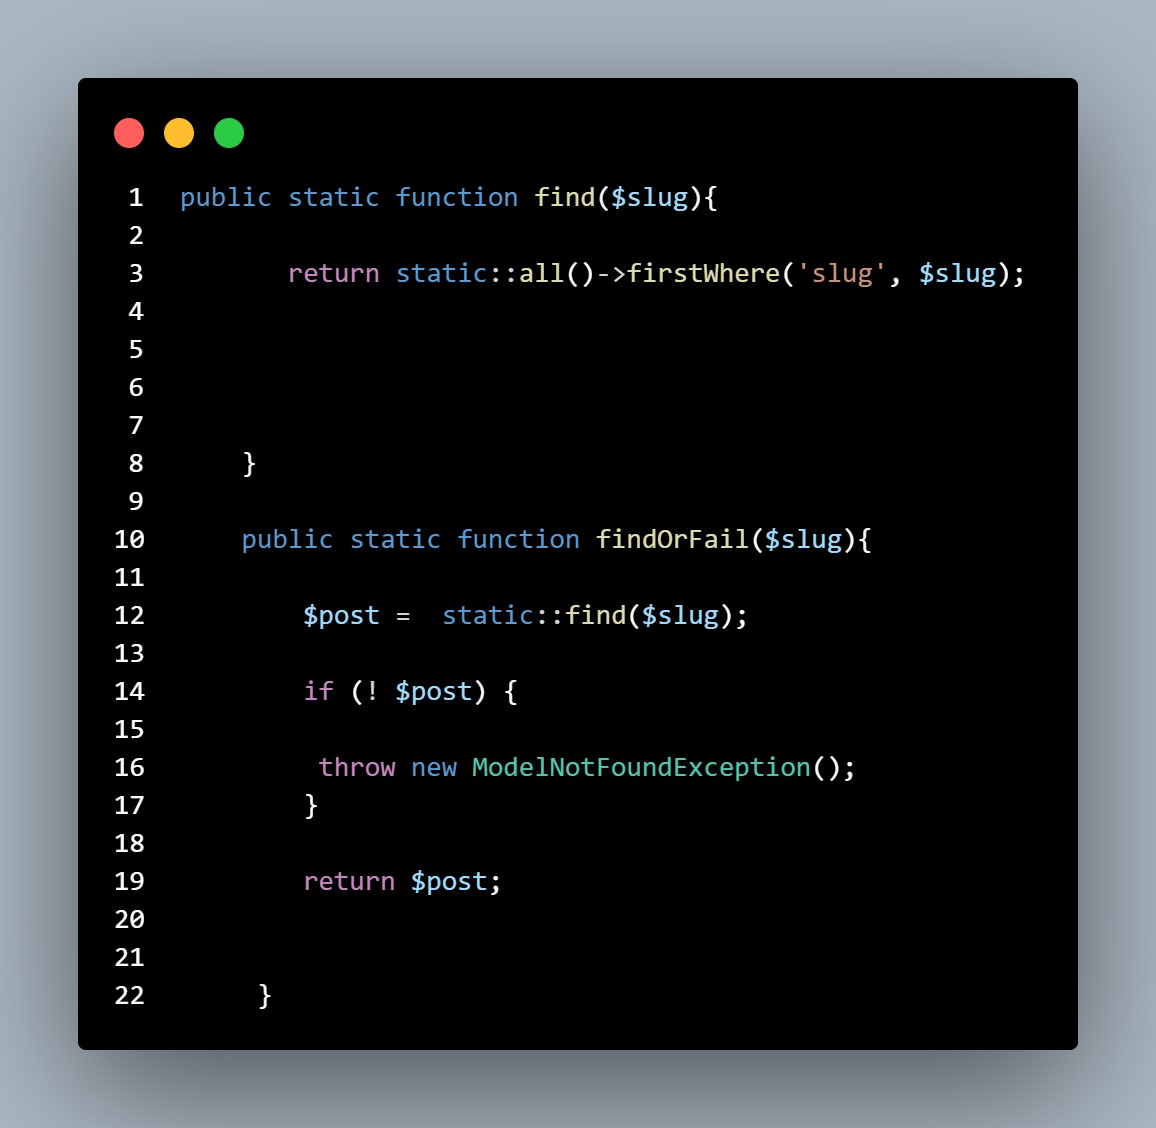 1 public static function find($slug){
2
3 return static::all()->firstWhere('slug', $slug);
4
5
6
7
8 }
9
10 public static function findOrFail($slug){
11
12 $post =  static::find($slug);
13
14 if (! $post) {
15
16 throw new ModelNotFoundException();
17 }
18
19 return $post;
20
21
22 }